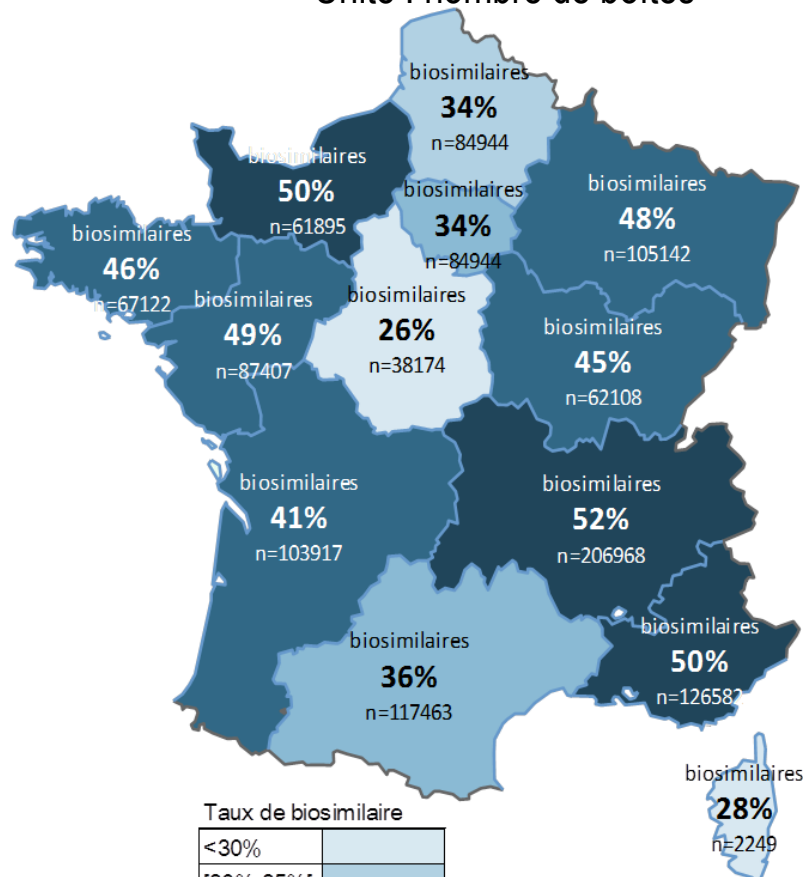 biosimilaires
34%
n=84944
biosimilaires
50%
n=61895
biosimilaires
34%
n=84944
biosimilaires
48%
n=105142
biosimilaires
46%
n=67122
biosimilaires
49%
n=87407
biosimilaires
26%
n=38174
biosimilaires
45%
n=62108
biosimilaires
41%
n=103917
biosimilaires
52%
n=206968
biosimilaires
36%
n=117463
biosimilaires
50%
n=126582
biosimilaires
28%
n=2249
Taux de biosimilaire
<30%